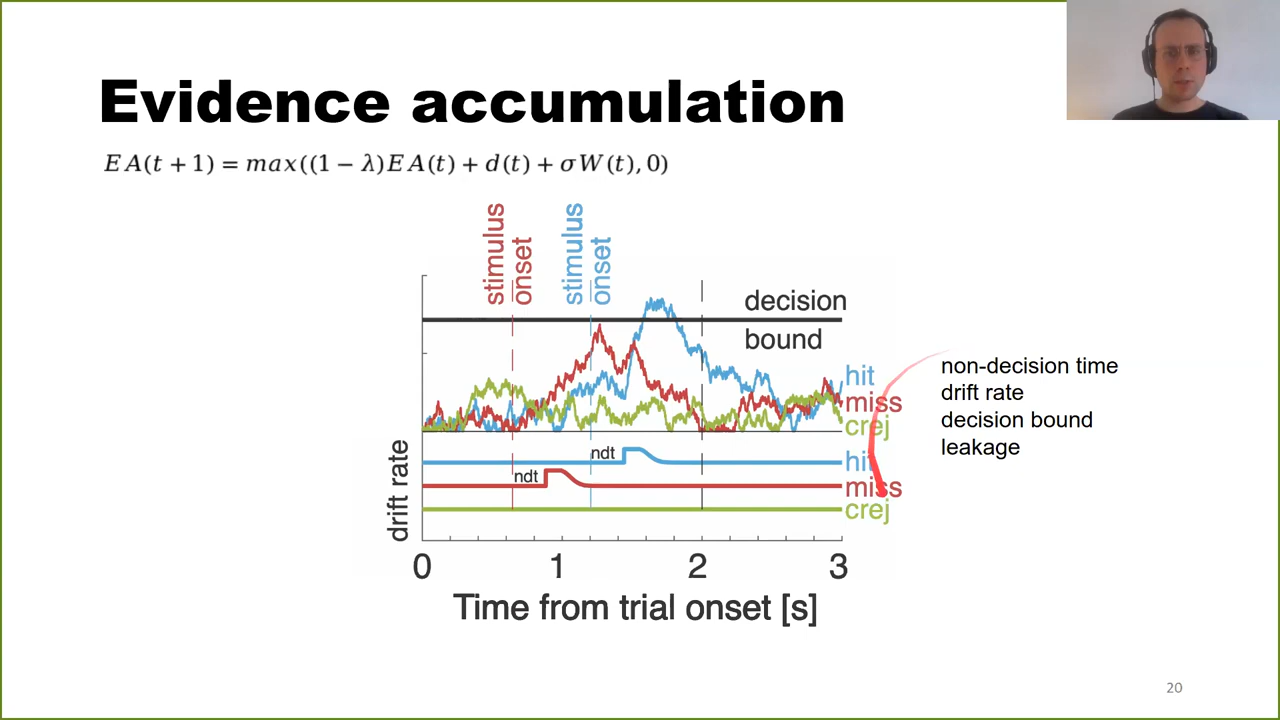 Evidence accumulation
EA(t + 1) = max((1 − λ)EA(t) + d(t) + σW(t), 0)
stimulus
onset
stimulus
onset
decision
bound
hit
miss
crej
non-decision time
drift rate
decision bound
leakage
drift rate
ndt
hit
ndt
miss
crej
0 1 2 3
Time from trial onset [s]
20